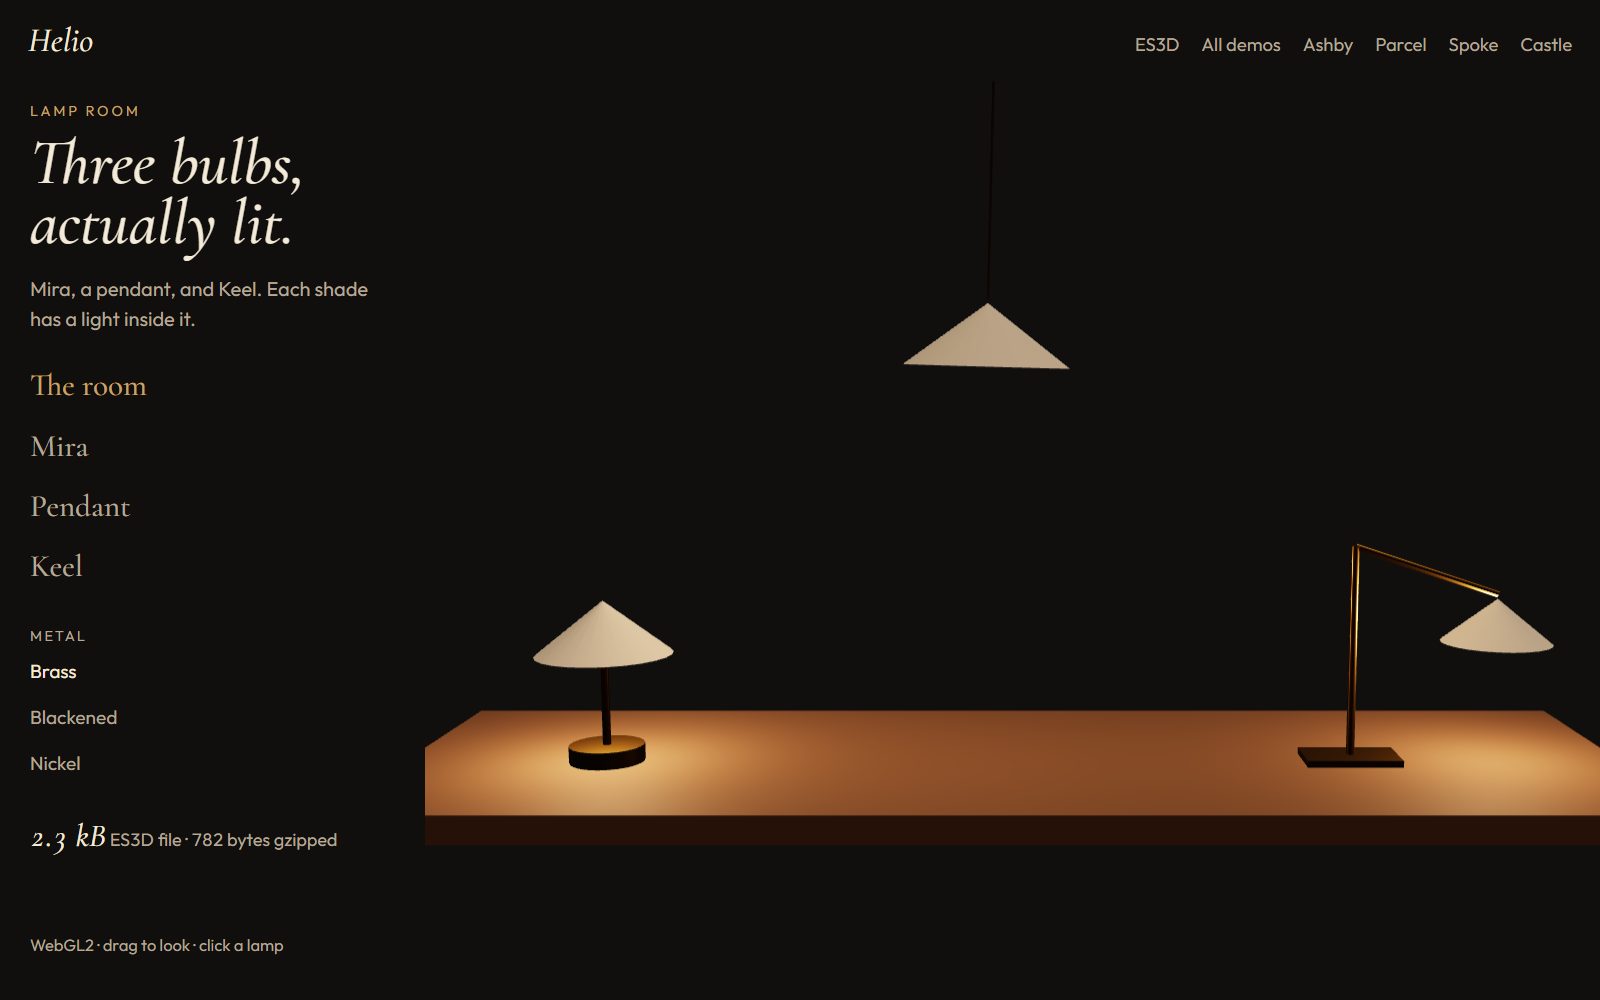 Helio
ES3D All demos Ashby Parcel Spoke Castle
LAMP ROOM
Three bulbs,
actually lit.
Mira, a pendant, and Keel. Each shade
has a light inside it.
The room
Mira
Pendant
Keel
METAL
Brass
Blackened
Nickel
2.3 kB ES3D file · 782 bytes gzipped
WebGL2 · drag to look · click a lamp